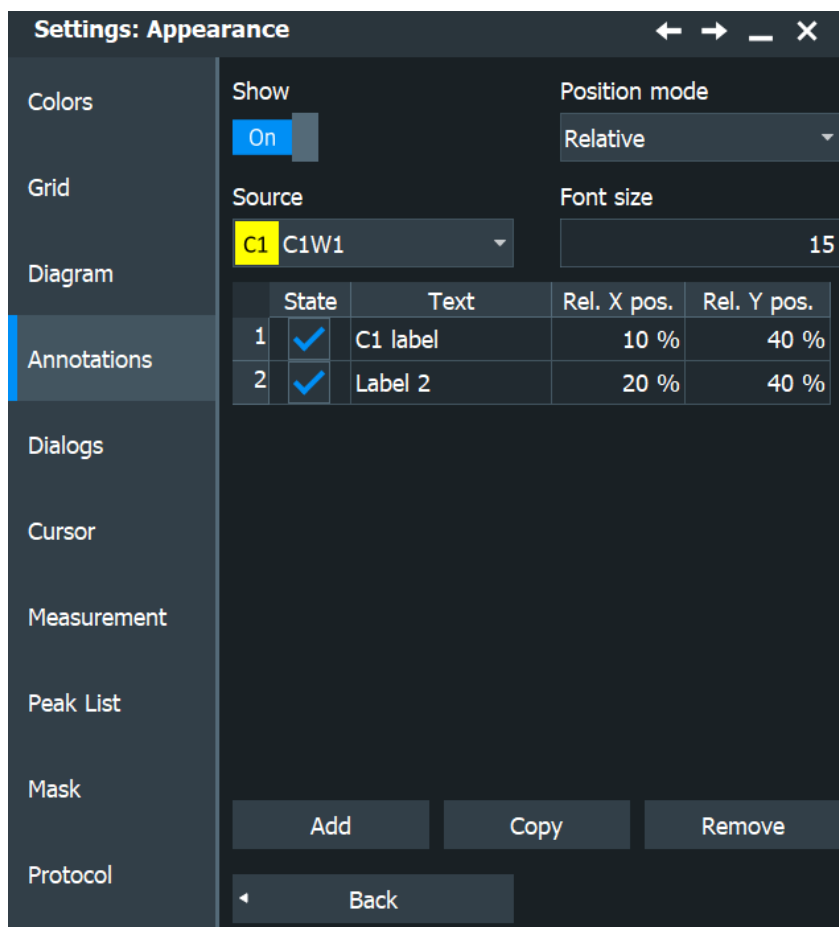 Settings: Appearance
Colors
Grid
Diagram
Annotations
Dialogs
Cursor
Measurement
Peak List
Mask
Protocol
Show
On
Position mode
Relative
Source
C1 C1W1
Font size
15
State Text Rel. X pos. Rel. Y pos.
1 C1 label 10 % 40 %
2 Label 2 20 % 40 %
Add Copy Remove
Back